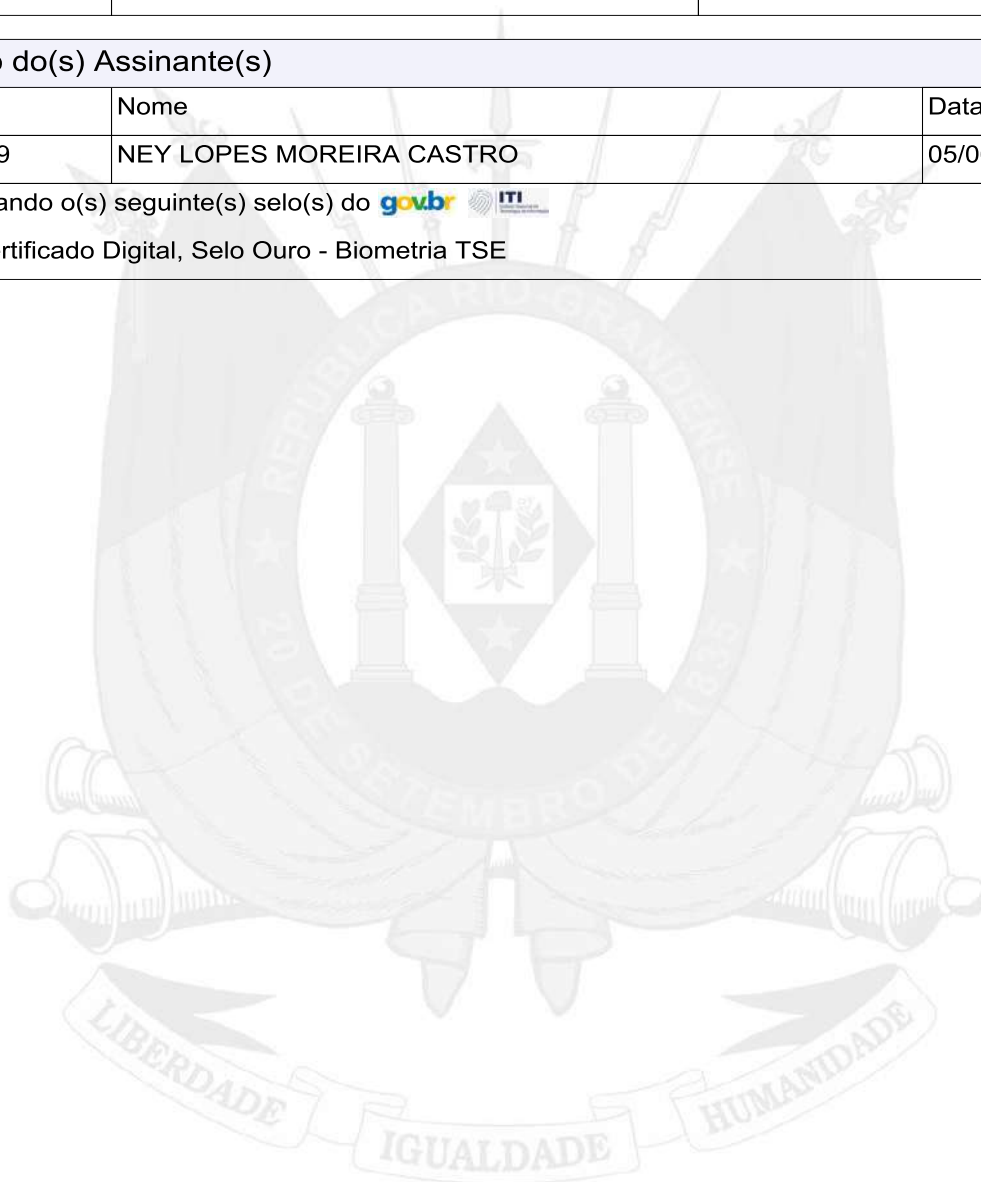 o do(s) Assinante(s)
Nome Data
9 NEY LOPES MOREIRA CASTRO 05/0
ando o(s) seguinte(s) selo(s) do gov.br ITI
rtificado Digital, Selo Ouro - Biometria TSE
REPÚBLICA RIO-GRANDENSE
20 DE SETEMBRO DE 1835
LIBERDADE
IGUALDADE
HUMANIDADE